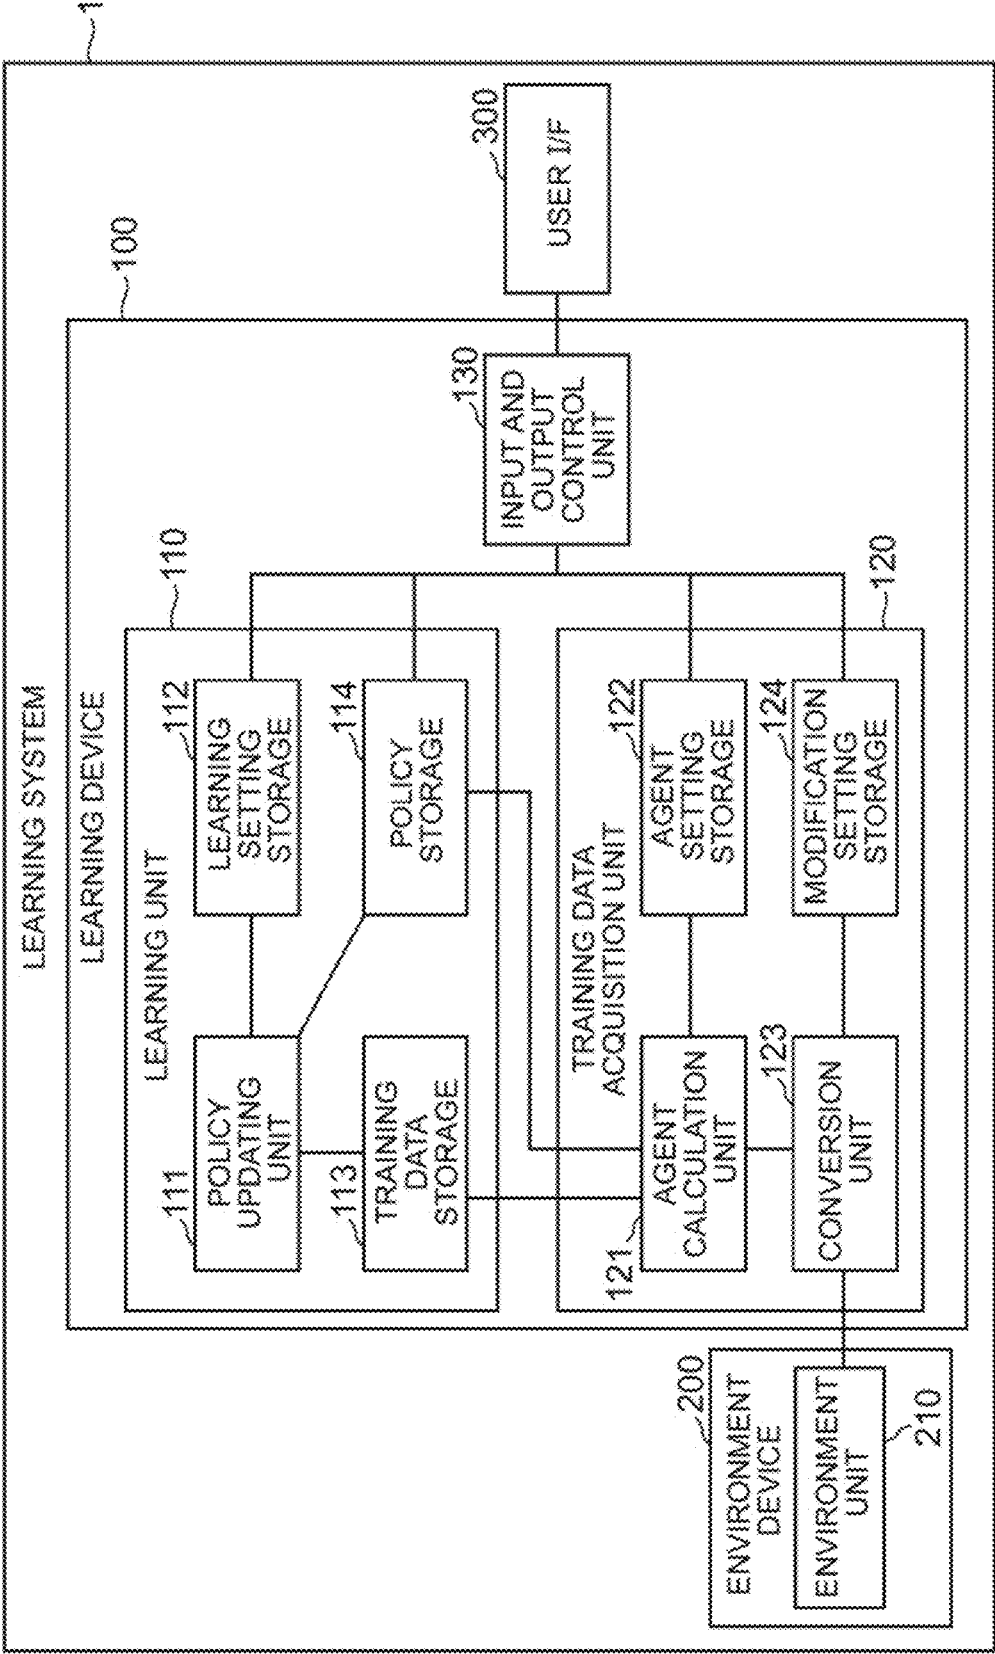 1
LEARNING SYSTEM
LEARNING DEVICE
100
LEARNING UNIT
110
111
POLICY
UPDATING
UNIT
112
LEARNING
SETTING
STORAGE
113
TRAINING
DATA
STORAGE
114
POLICY
STORAGE
130
INPUT AND
OUTPUT
CONTROL
UNIT
300
USER I/F
TRAINING DATA
ACQUISITION UNIT
120
121
AGENT
CALCULATION
UNIT
122
AGENT
SETTING
STORAGE
123
CONVERSION
UNIT
124
MODIFICATION
SETTING
STORAGE
200
ENVIRONMENT
DEVICE
ENVIRONMENT
UNIT
210